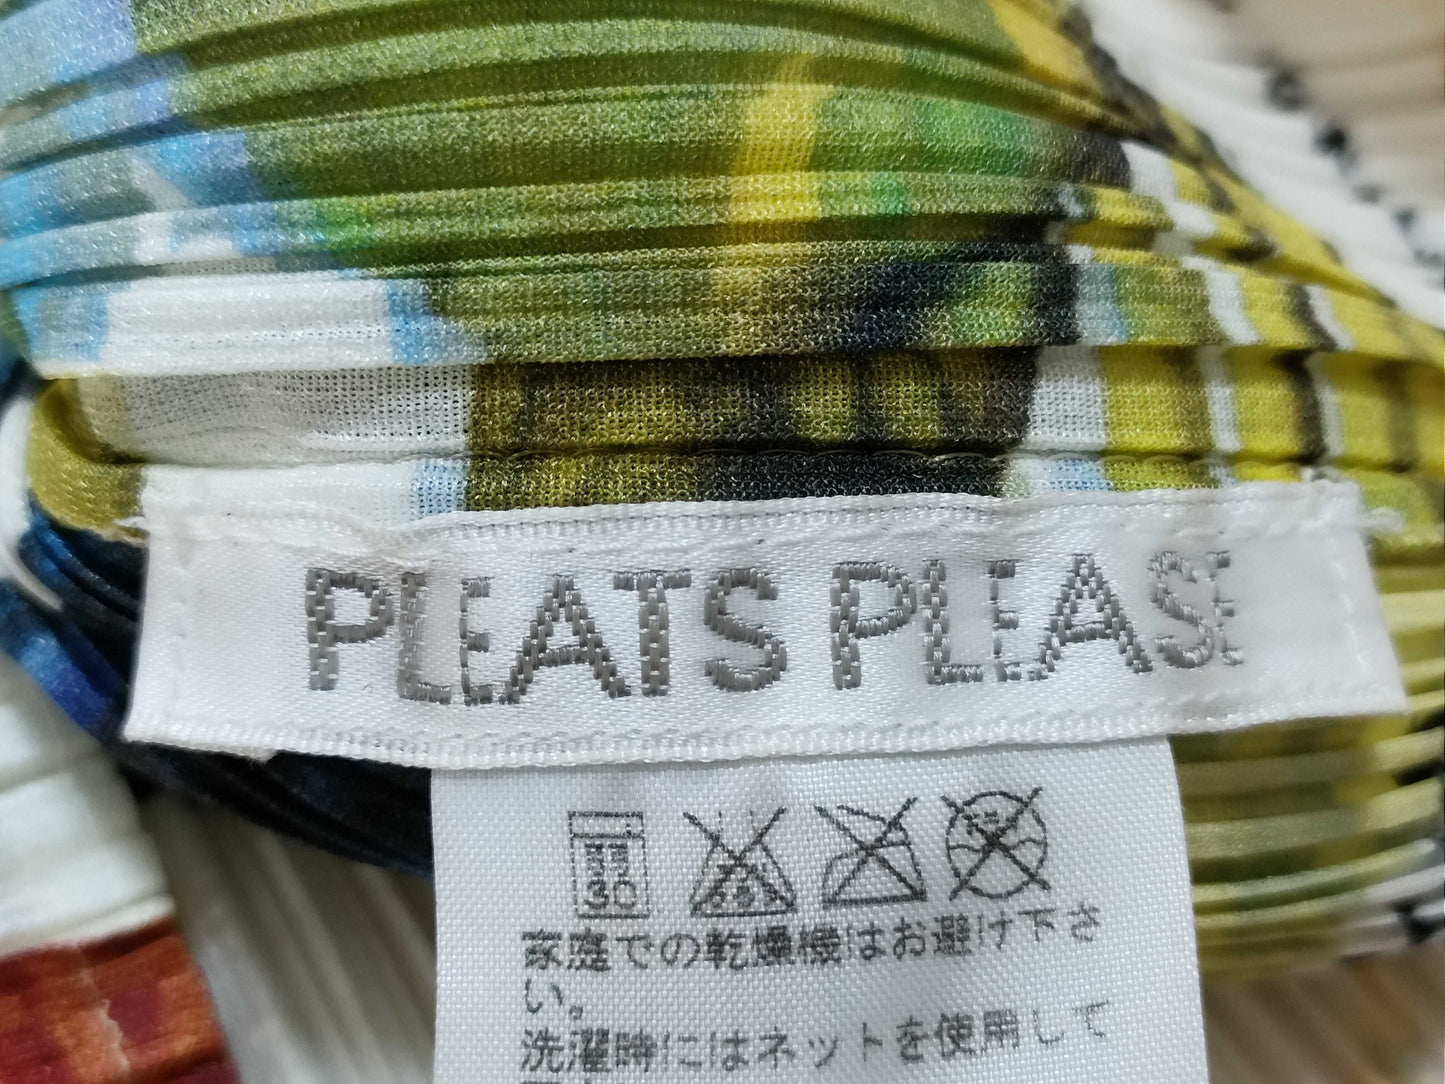 PLEATS PLEASE
30
家庭での乾燥機はお避け下さ
い。
洗濯時にはネットを使用して